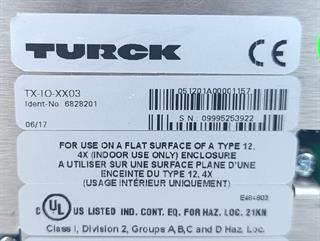 TURCK
CE
TX-IO-XX03
Ident-No 6828201
051201A00001157
06/17
S.N. 09995253922
FOR USE ON A FLAT SURFACE OF A TYPE 12,
4X (INDOOR USE ONLY) ENCLOSURE
A UTILISER SUR UNE SURFACE PLANE D'UNE
ENCEINTE DU TYPE 12, 4X
(USAGE INTÉRIEUR UNIQUEMENT)
C UL US LISTED IND. CONT. EQ. FOR HAZ. LOC. 21KN
Class I, Division 2, Groups A,B,C and D Haz. Loc.